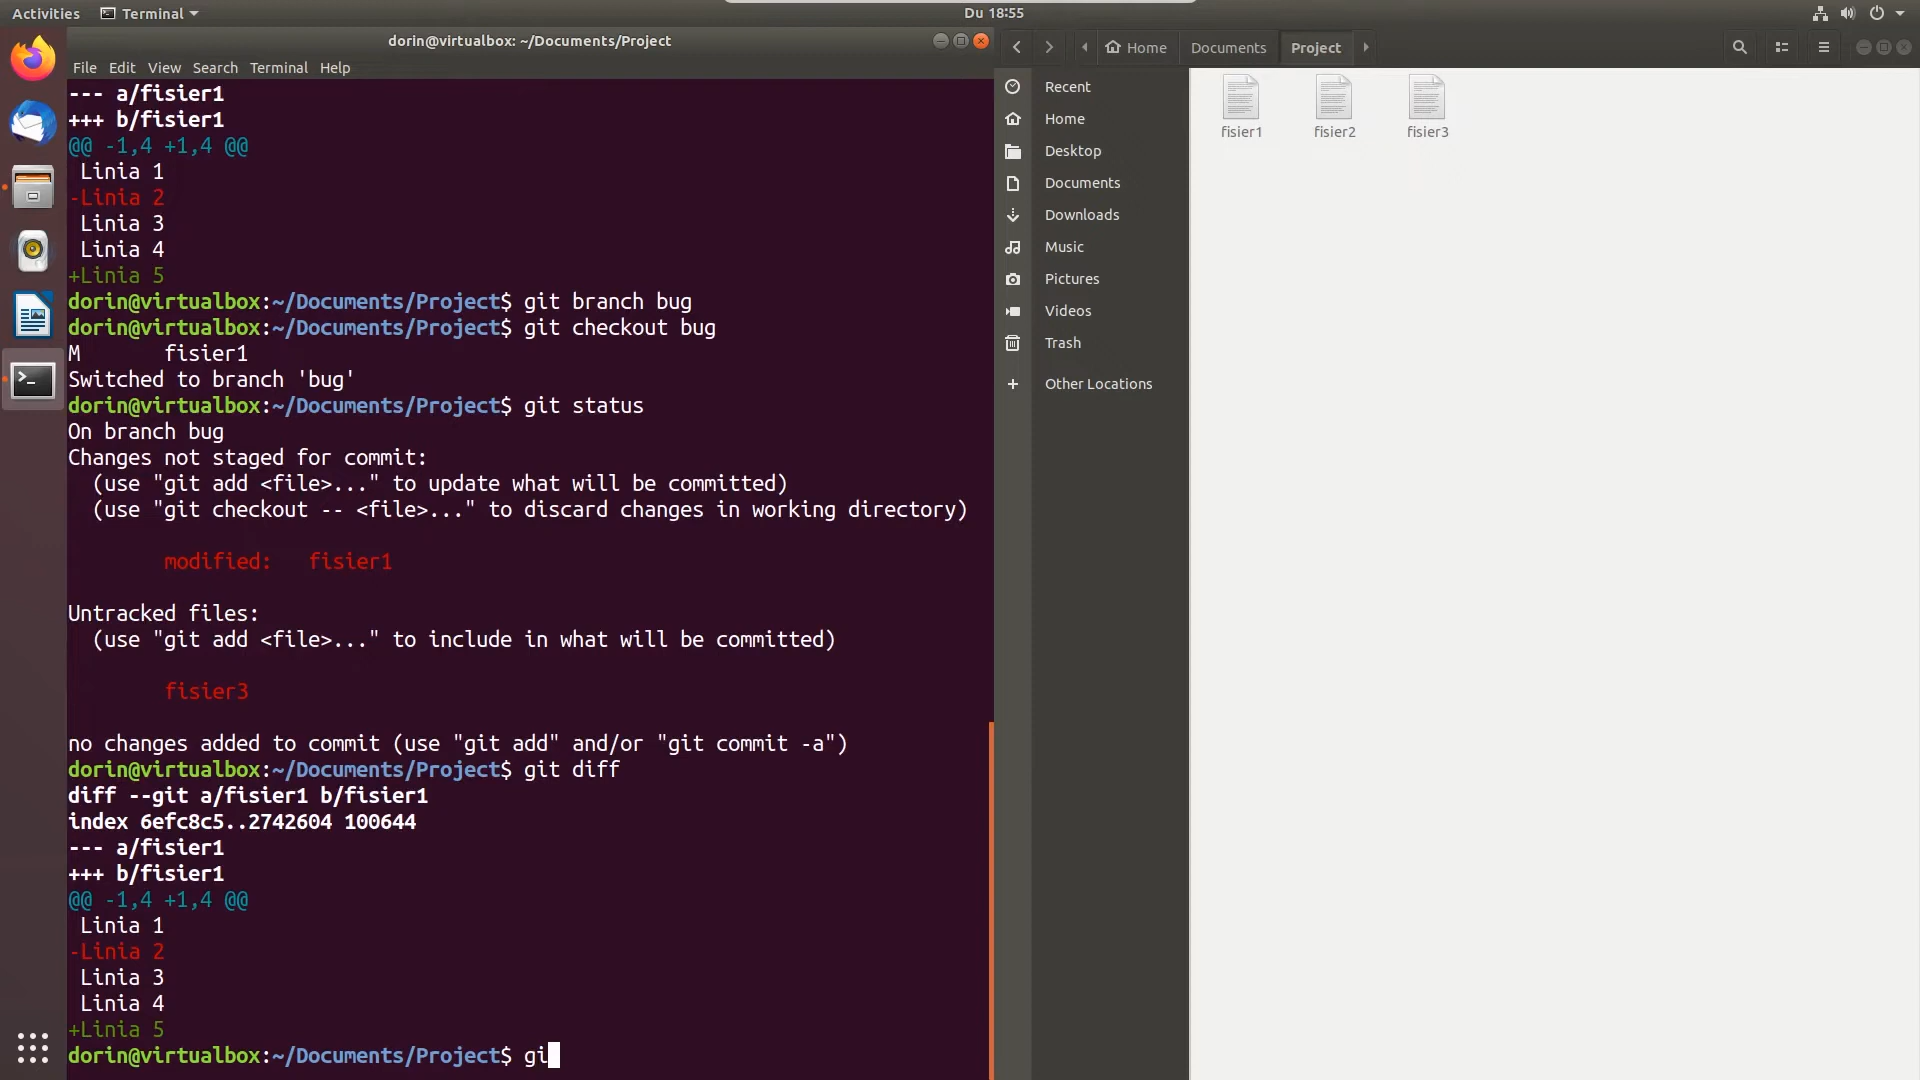 Activities
Terminal
Du 18:55
dorin@virtualbox: ~/Documents/Project
File Edit View Search Terminal Help
--- a/fisier1
+++ b/fisier1
@@ -1,4 +1,4 @@
 Linia 1
-Linia 2
 Linia 3
 Linia 4
+Linia 5
dorin@virtualbox:~/Documents/Project$ git branch bug
dorin@virtualbox:~/Documents/Project$ git checkout bug
M       fisier1
Switched to branch 'bug'
dorin@virtualbox:~/Documents/Project$ git status
On branch bug
Changes not staged for commit:
  (use "git add <file>..." to update what will be committed)
  (use "git checkout -- <file>..." to discard changes in working directory)
        modified:   fisier1
Untracked files:
  (use "git add <file>..." to include in what will be committed)
        fisier3
no changes added to commit (use "git add" and/or "git commit -a")
dorin@virtualbox:~/Documents/Project$ git diff
diff --git a/fisier1 b/fisier1
index 6efc8c5..2742604 100644
--- a/fisier1
+++ b/fisier1
@@ -1,4 +1,4 @@
 Linia 1
-Linia 2
 Linia 3
 Linia 4
+Linia 5
dorin@virtualbox:~/Documents/Project$ gi
Home
Documents
Project
Recent
Home
Desktop
Documents
Downloads
Music
Pictures
Videos
Trash
+ Other Locations
fisier1
fisier2
fisier3